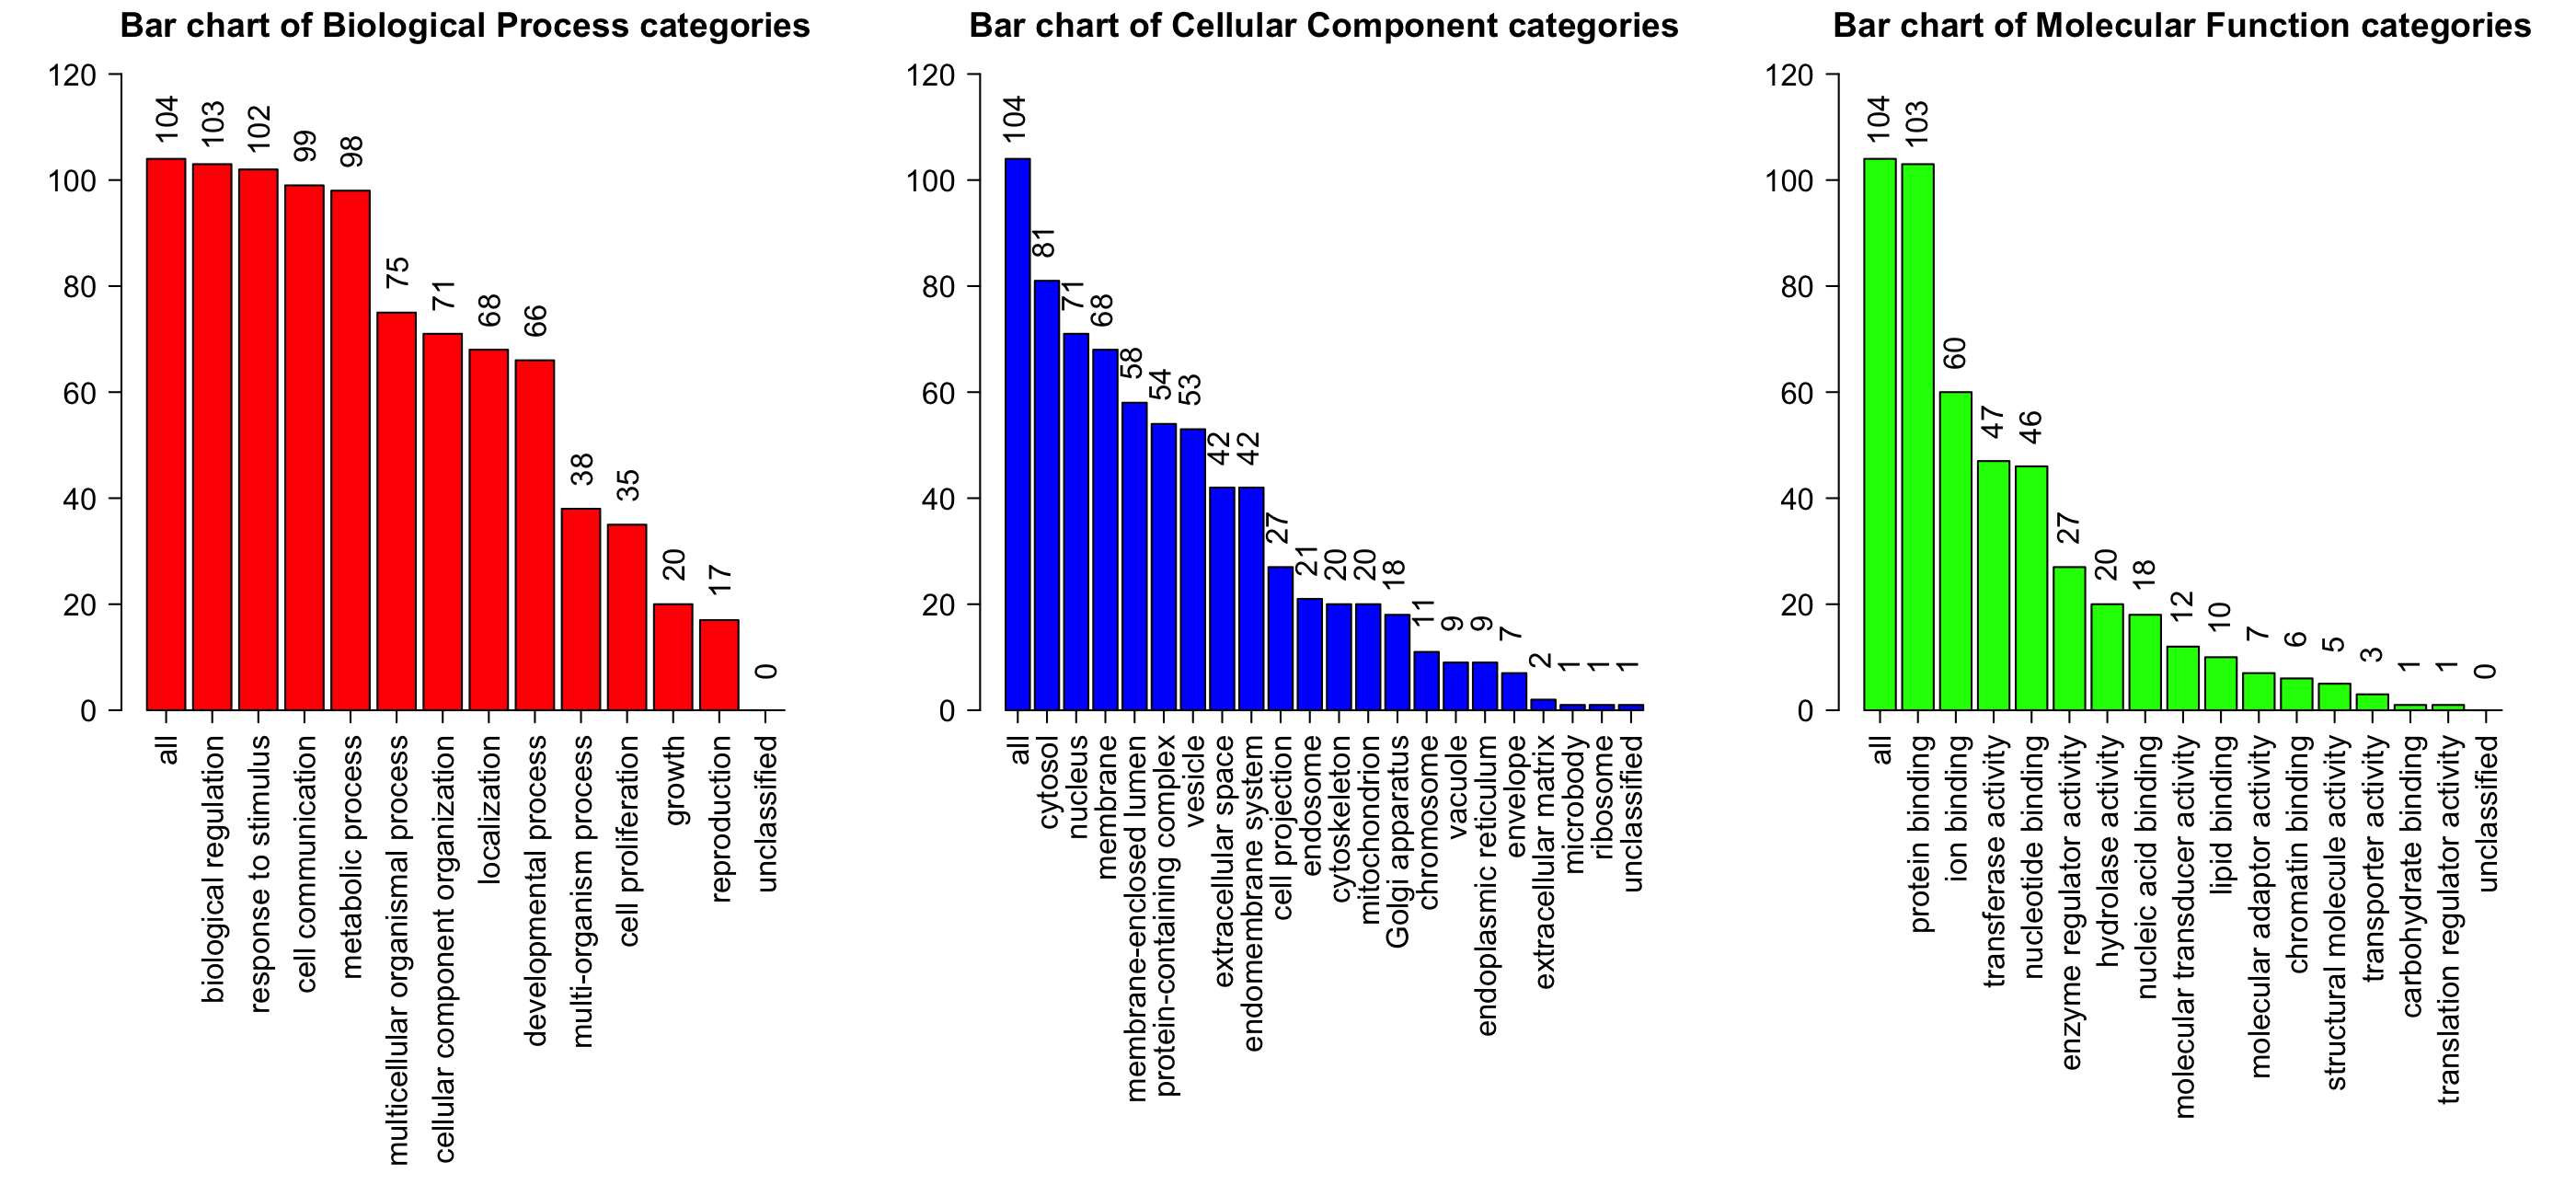 Bar chart of Biological Process categories
120
100
80
60
40
20
0
104
103
102
99
98
75
71
68
66
38
35
20
17
0
all
biological regulation
response to stimulus
cell communication
metabolic process
multicellular organismal process
cellular component organization
localization
developmental process
multi-organism process
cell proliferation
growth
reproduction
unclassified
Bar chart of Cellular Component categories
120
100
80
60
40
20
0
104
81
71
68
58
54
53
42
42
27
21
20
20
18
11
9
9
7
2
1
1
1
all
cytosol
nucleus
membrane
membrane-enclosed lumen
protein-containing complex
vesicle
extracellular space
endomembrane system
cell projection
endosome
cytoskeleton
mitochondrion
Golgi apparatus
chromosome
vacuole
endoplasmic reticulum
envelope
extracellular matrix
microbody
ribosome
unclassified
Bar chart of Molecular Function categories
120
100
80
60
40
20
0
104
103
60
47
46
27
20
18
12
10
7
6
5
3
1
1
0
all
protein binding
ion binding
transferase activity
nucleotide binding
enzyme regulator activity
hydrolase activity
nucleic acid binding
molecular transducer activity
lipid binding
molecular adaptor activity
chromatin binding
structural molecule activity
transporter activity
carbohydrate binding
translation regulator activity
unclassified